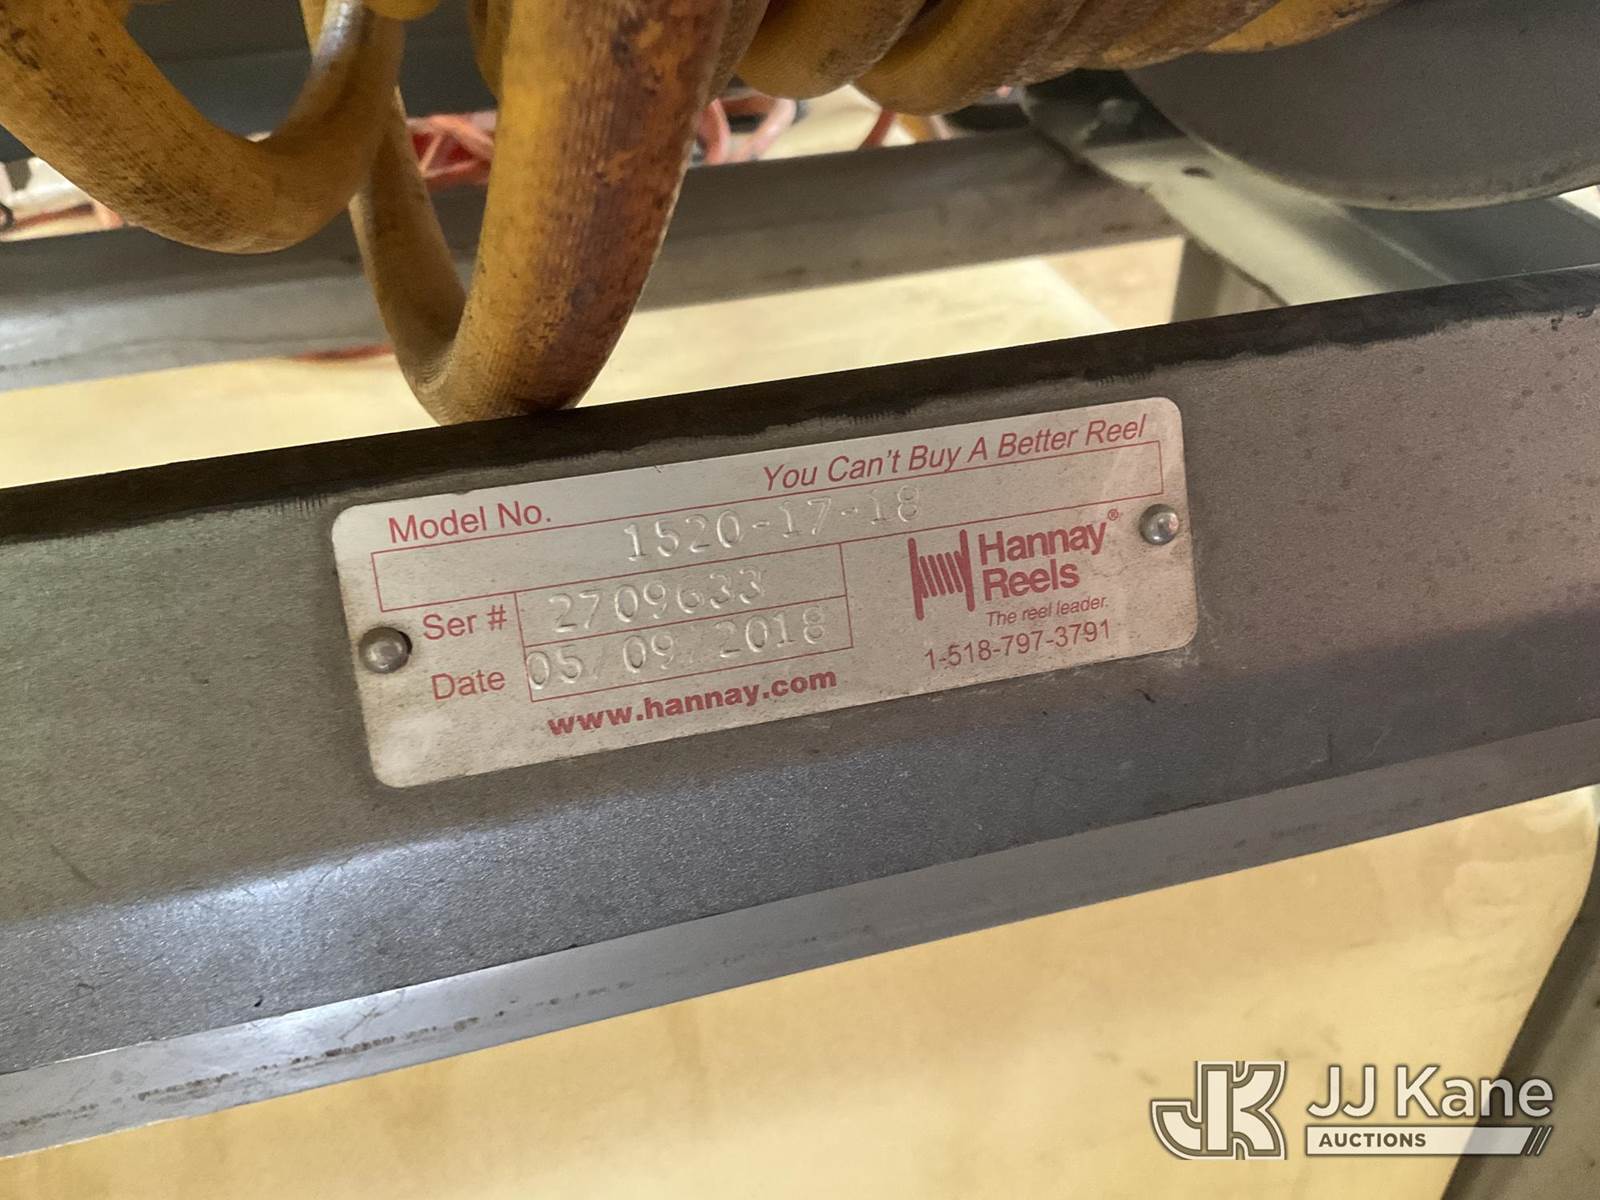 You Can't Buy A Better Reel
Model No.
1520-17-18
Ser # 2709633
Date 05/09/2018
www.hannay.com
Hannay®
Reels
The reel leader.
1-518-797-3791
JK JJ Kane
AUCTIONS